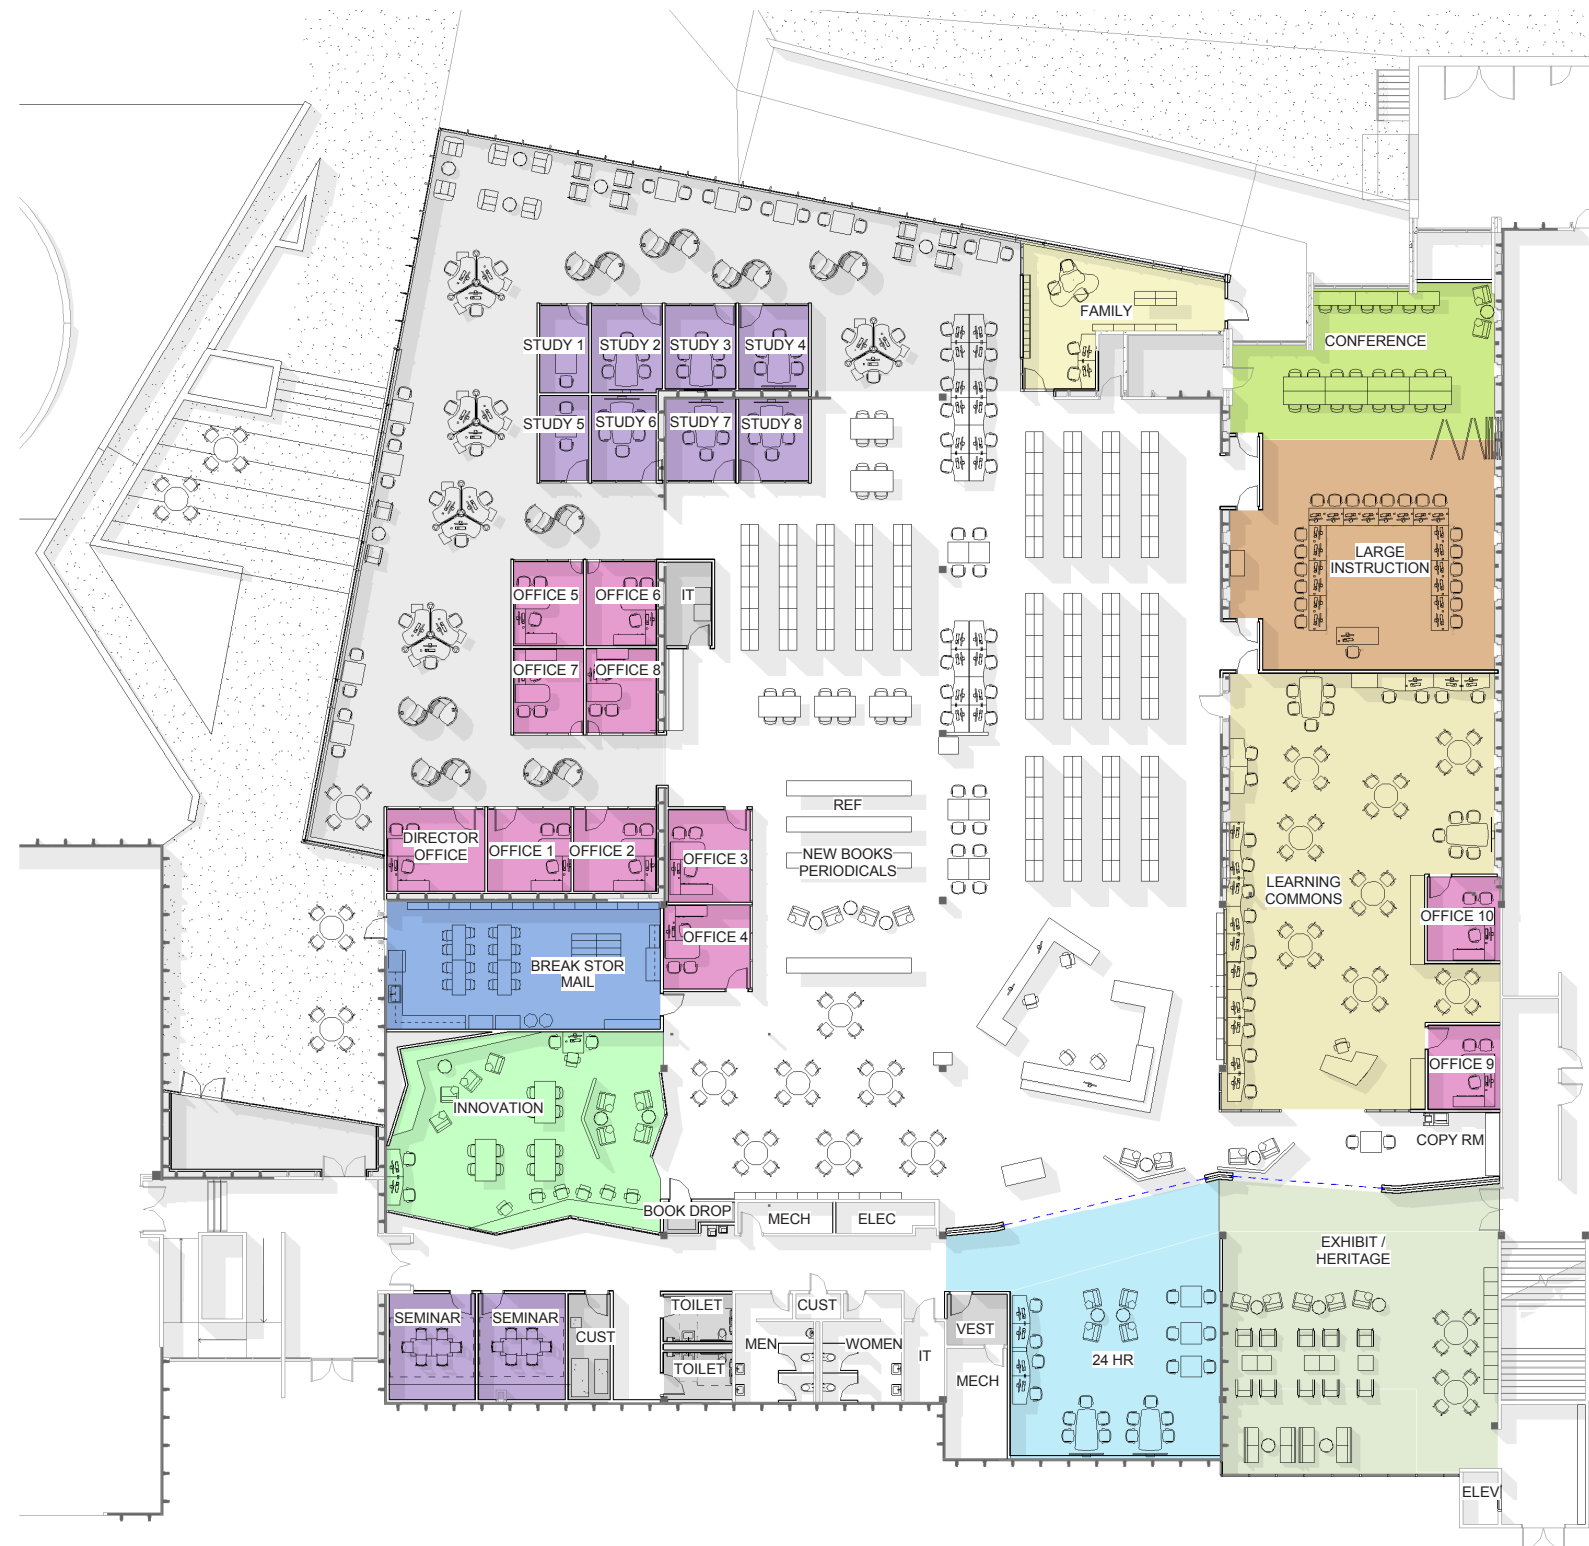 FAMILY
CONFERENCE
STUDY 1
STUDY 2
STUDY 3
STUDY 4
STUDY 5
STUDY 6
STUDY 7
STUDY 8
LARGE
INSTRUCTION
OFFICE 5
OFFICE 6
IT
OFFICE 7
OFFICE 8
REF
DIRECTOR
OFFICE
OFFICE 1
OFFICE 2
OFFICE 3
NEW BOOKS
PERIODICALS
LEARNING
COMMONS
OFFICE 10
OFFICE 4
BREAK STOR
MAIL
OFFICE 9
INNOVATION
COPY RM
BOOK DROP
MECH
ELEC
EXHIBIT /
HERITAGE
SEMINAR
SEMINAR
CUST
TOILET
TOILET
CUST
MEN
WOMEN
IT
VEST
MECH
24 HR
ELEV